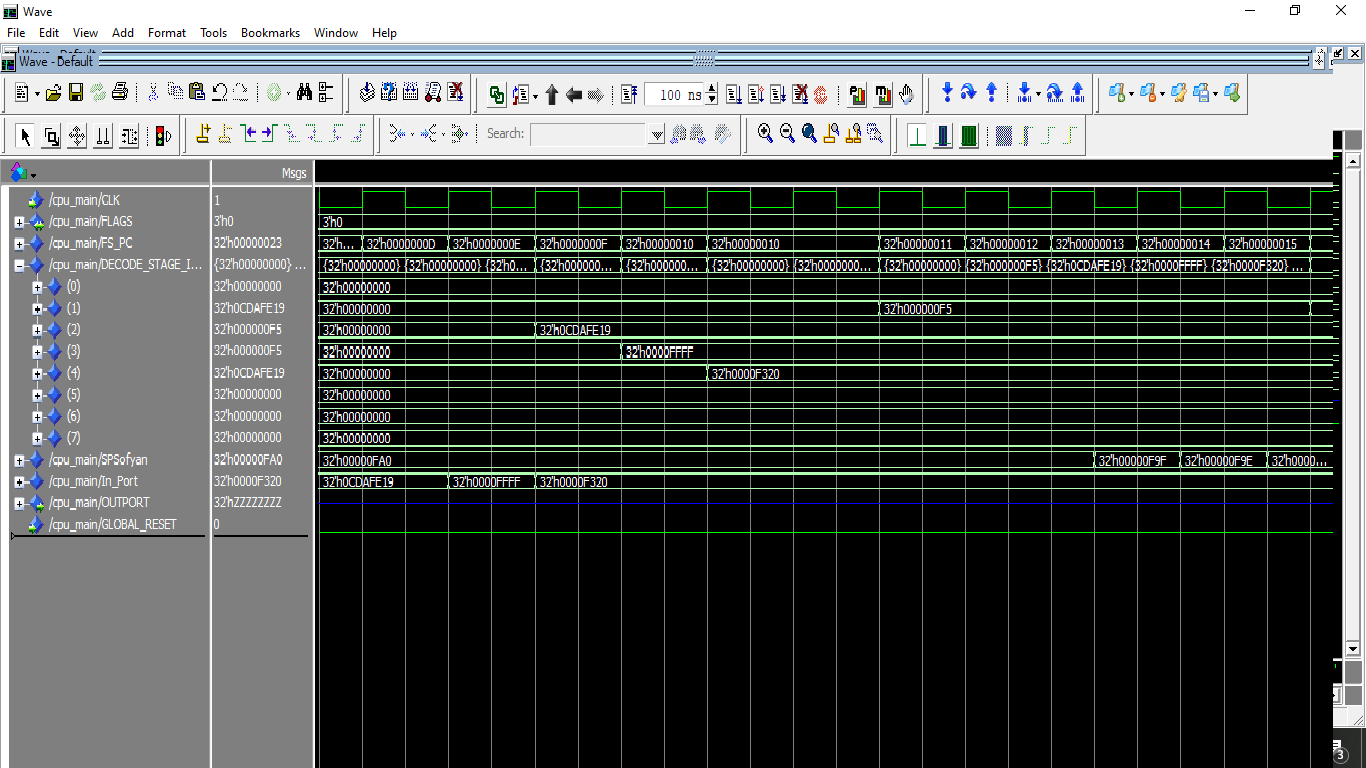 Wave
File Edit View Add Format Tools Bookmarks Window Help
Wave - Default
100 ns
Search:
Msgs
/cpu_main/CLK 1
/cpu_main/FLAGS 3'h0 3'h0
/cpu_main/FS_PC 32'h00000023 32'h... 32'h0000000D 32'h0000000E 32'h0000000F 32'h00000010 32'h00000010 32'h00000011 32'h00000012 32'h00000013 32'h00000014 32'h00000015
/cpu_main/DECODE_STAGE_I... {32'h00000000} ... {32'h00000000} {32'h00000000} {32'h0... {32'h000000... {32'h000000... {32'h00000000} {32'h000000... {32'h00000000} {32'h000000F5} {32'h0CDAFE19} {32'h0000FFFF} {32'h0000F320} ...
(0) 32'h00000000 32'h00000000
(1) 32'h0CDAFE19 32'h00000000 32'h000000F5
(2) 32'h000000F5 32'h00000000 32'h0CDAFE19
(3) 32'h000000F5 32'h00000000 32'h0000FFFF
(4) 32'h0CDAFE19 32'h00000000 32'h0000F320
(5) 32'h00000000 32'h00000000
(6) 32'h00000000 32'h00000000
(7) 32'h00000000 32'h00000000
/cpu_main/SPSofyan 32'h00000FA0 32'h00000FA0 32'h00000F9F 32'h00000F9E 32'h0000...
/cpu_main/In_Port 32'h0000F320 32'h0CDAFE19 32'h0000FFFF 32'h0000F320
/cpu_main/OUTPORT 32'hZZZZZZZZ
/cpu_main/GLOBAL_RESET 0
3